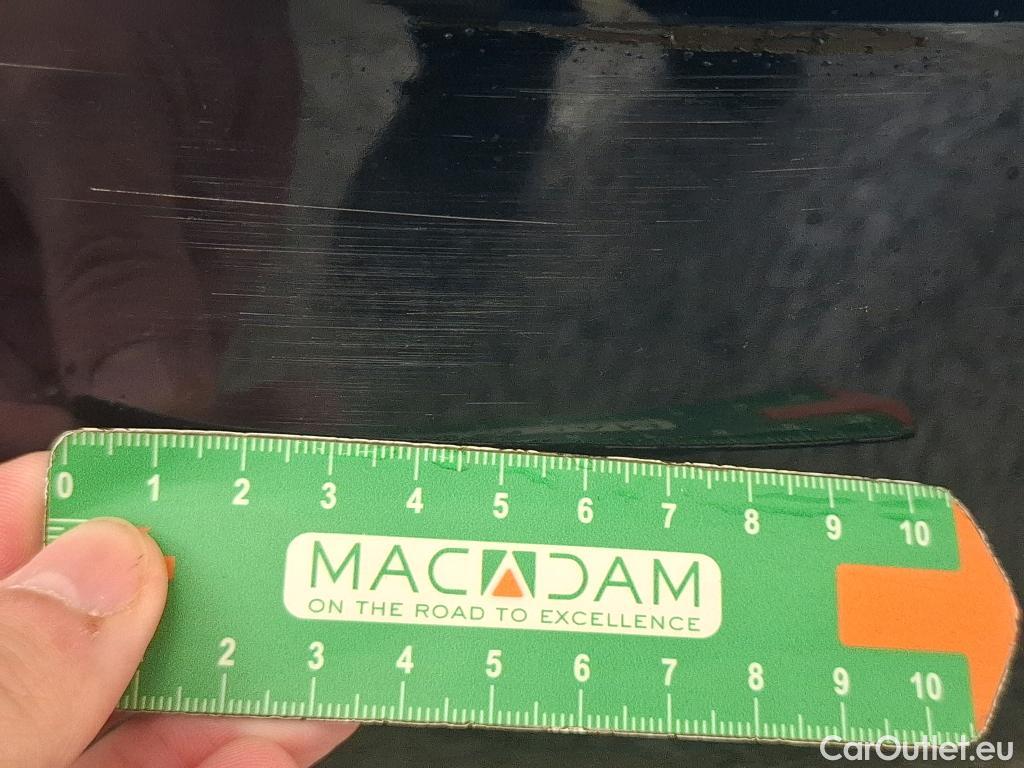 0 1 2 3 4 5 6 7 8 9 10
MACADAM
ON THE ROAD TO EXCELLENCE
2 3 4 5 6 7 8 9 10
CarOutlet.eu